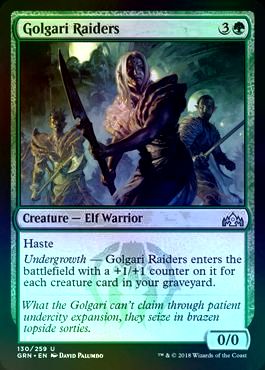 Golgari Raiders 3
Creature — Elf Warrior
Haste
Undergrowth — Golgari Raiders enters the
battlefield with a +1/+1 counter on it for
each creature card in your graveyard.
What the Golgari can't claim through patient
undercity expansion, they seize in brazen
topside sorties.
0/0
130/259 U
GRN • EN DAVID PALUMBO
™ & © 2018 Wizards of the Coast